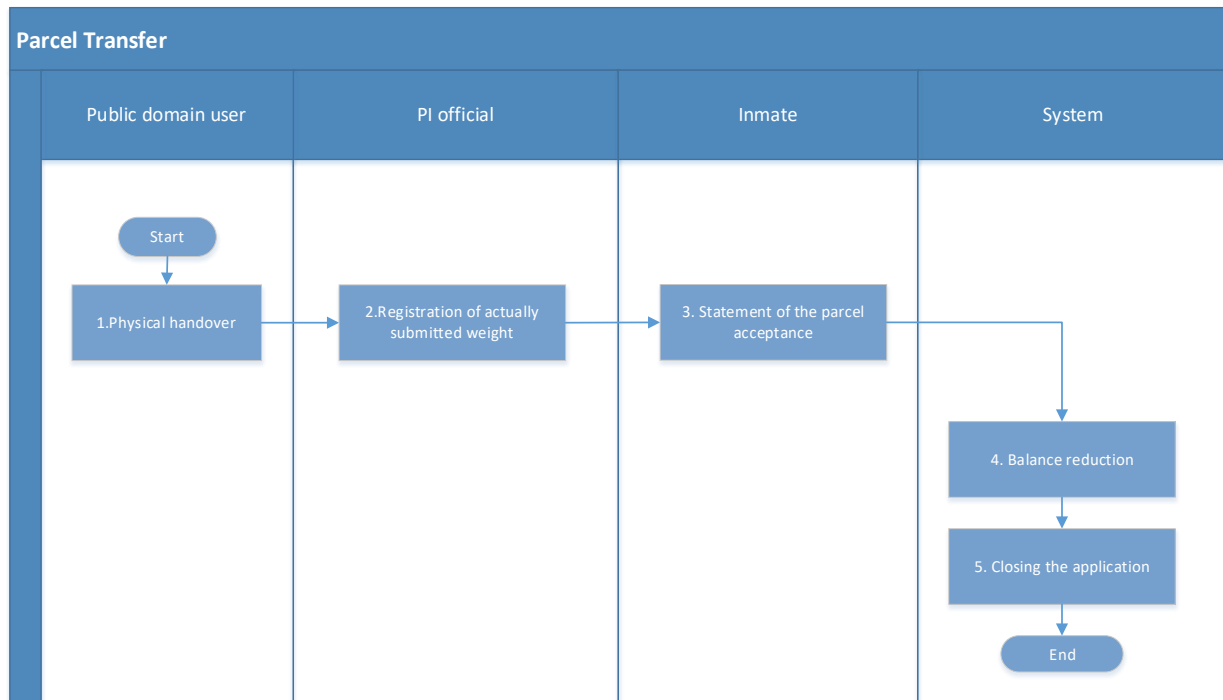 Parcel Transfer
Public domain user
PI official
Inmate
System
Start
1.Physical handover
2.Registration of actually
submitted weight
3. Statement of the parcel
acceptance
4. Balance reduction
5. Closing the application
End